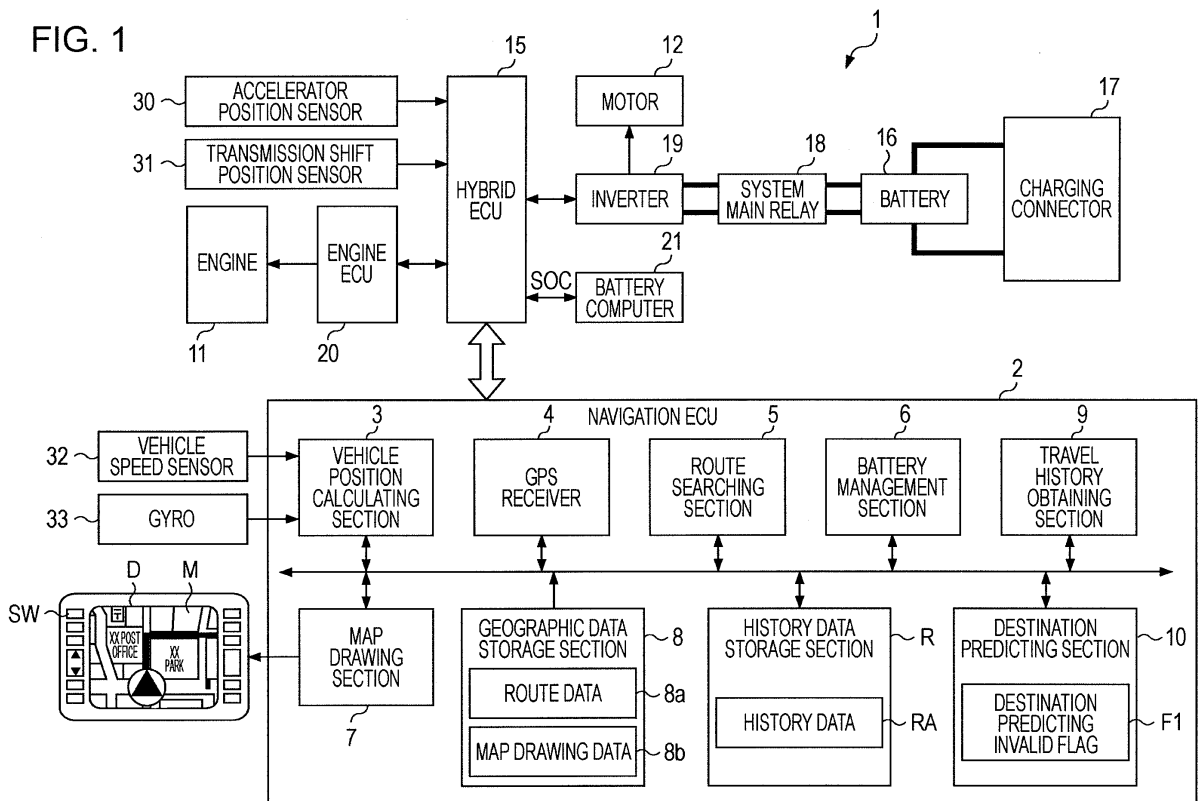 FIG. 1
1
15
12
17
30
ACCELERATOR
POSITION SENSOR
MOTOR
31
TRANSMISSION SHIFT
POSITION SENSOR
HYBRID
ECU
19
INVERTER
18
SYSTEM
MAIN RELAY
16
BATTERY
CHARGING
CONNECTOR
ENGINE
ENGINE
ECU
SOC
21
BATTERY
COMPUTER
11
20
2
NAVIGATION ECU
32
VEHICLE
SPEED SENSOR
33
GYRO
3
VEHICLE
POSITION
CALCULATING
SECTION
4
GPS
RECEIVER
5
ROUTE
SEARCHING
SECTION
6
BATTERY
MANAGEMENT
SECTION
9
TRAVEL
HISTORY
OBTAINING
SECTION
D
M
SW
〒
XX POST
OFFICE
XX
PARK
MAP
DRAWING
SECTION
7
GEOGRAPHIC DATA
STORAGE SECTION
8
ROUTE DATA
8a
MAP DRAWING DATA
8b
HISTORY DATA
STORAGE SECTION
R
HISTORY DATA
RA
DESTINATION
PREDICTING SECTION
10
DESTINATION
PREDICTING
INVALID FLAG
F1